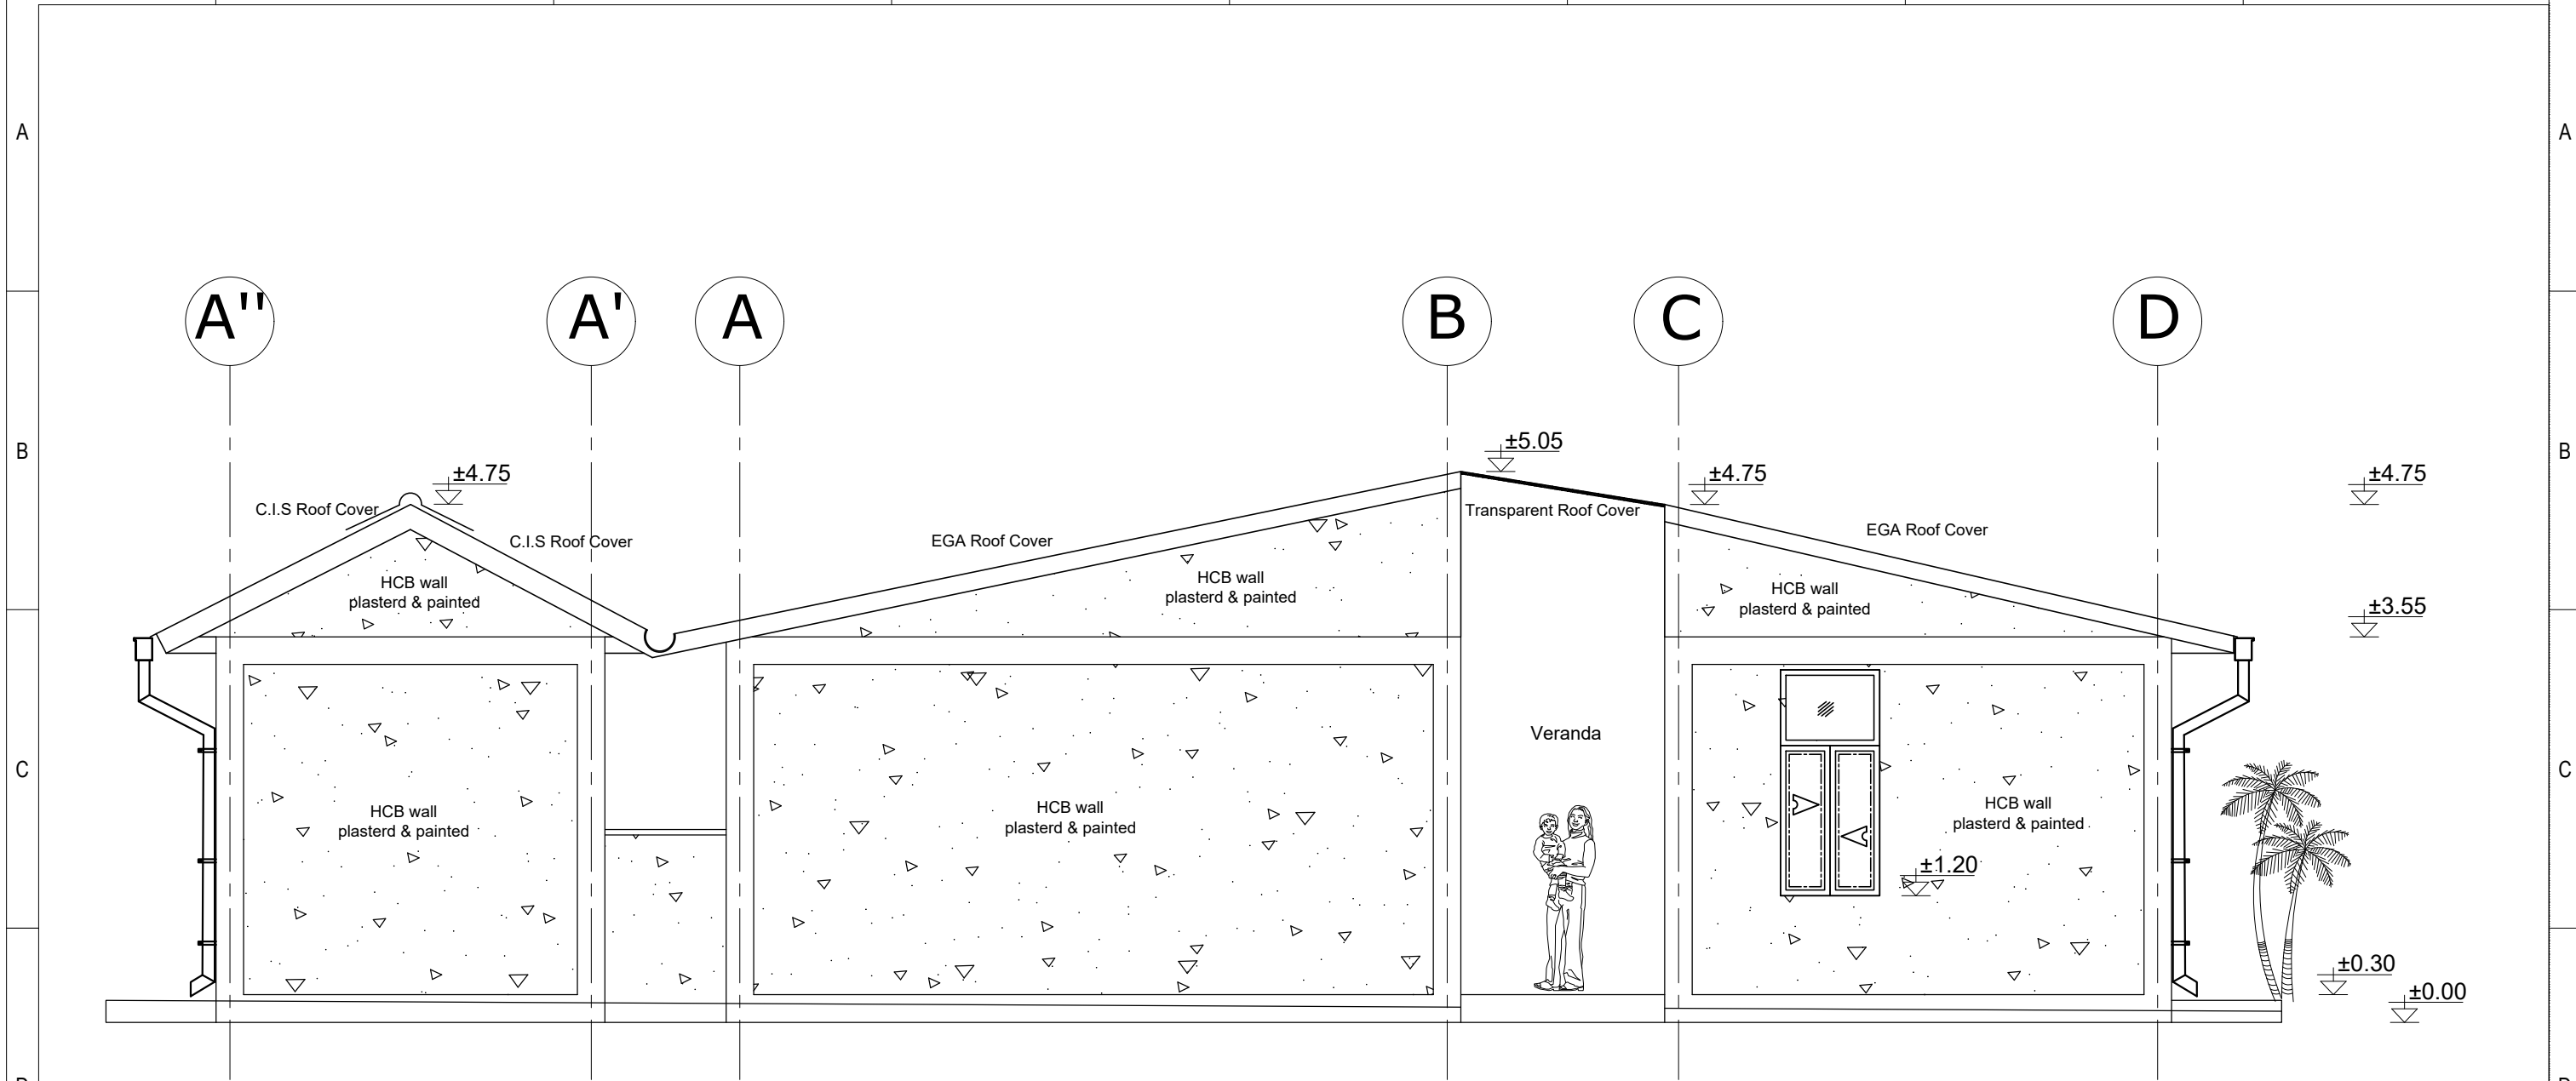 A
A
A''
A'
A
B
C
D
B
B
±5.05
±4.75
±4.75
±4.75
C.I.S Roof Cover
Transparent Roof Cover
EGA Roof Cover
C.I.S Roof Cover
EGA Roof Cover
HCB wall
plasterd & painted
HCB wall
plasterd & painted
HCB wall
plasterd & painted
±3.55
Veranda
C
C
HCB wall
plasterd & painted
HCB wall
plasterd & painted
HCB wall
plasterd & painted
±1.20
±0.30
±0.00